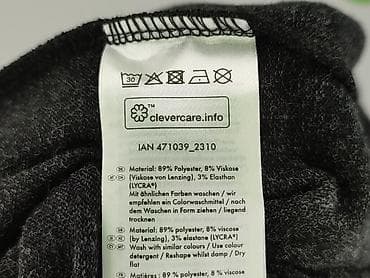 30
clevercare.info
IAN 471039_2310
Material: 89% Polyester, 8% Viskose
(Viskose von Lenzing), 3% Elasthan
(LYCRA®)
Mit ähnlichen Farben waschen / wir
empfehlen ein Colorwaschmittel / nach
dem Waschen in Form ziehen / liegend
trocknen
Material: 89% polyester, 8% viscose
(by Lenzing), 3% elastane (LYCRA®)
Wash with similar colours / Use colour
detergent / Reshape whilst damp / Dry
flat
Matières : 89 % polyester, 8 % viscose